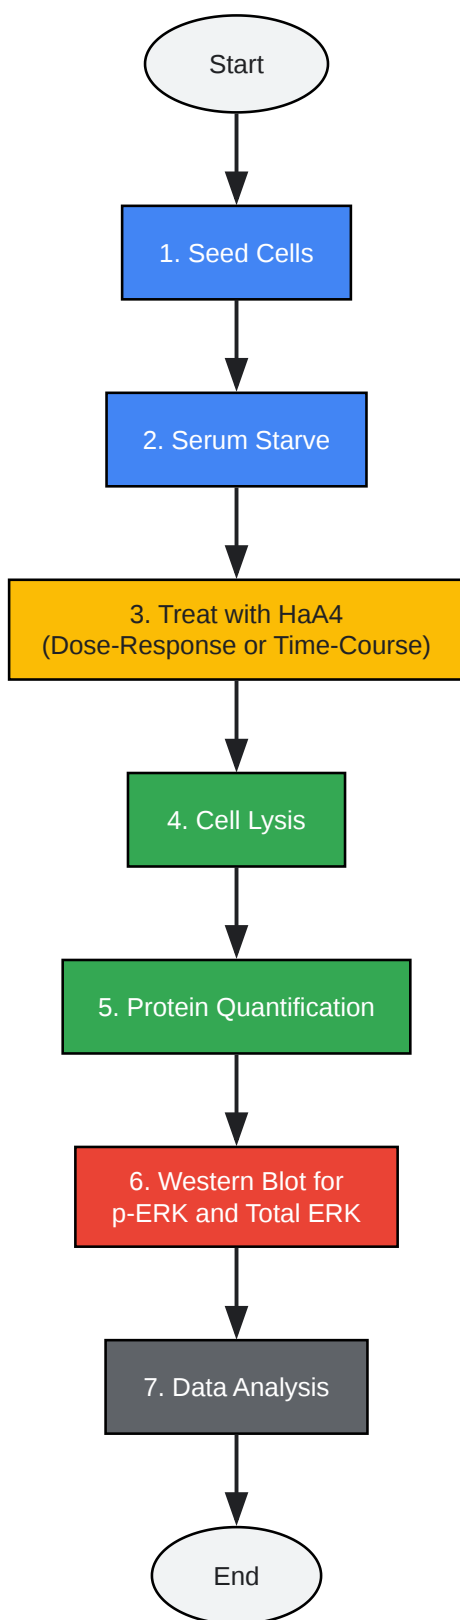 Start
1. Seed Cells
2. Serum Starve
3. Treat with HaA4
(Dose-Response or Time-Course)
4. Cell Lysis
5. Protein Quantification
6. Western Blot for
p-ERK and Total ERK
7. Data Analysis
End